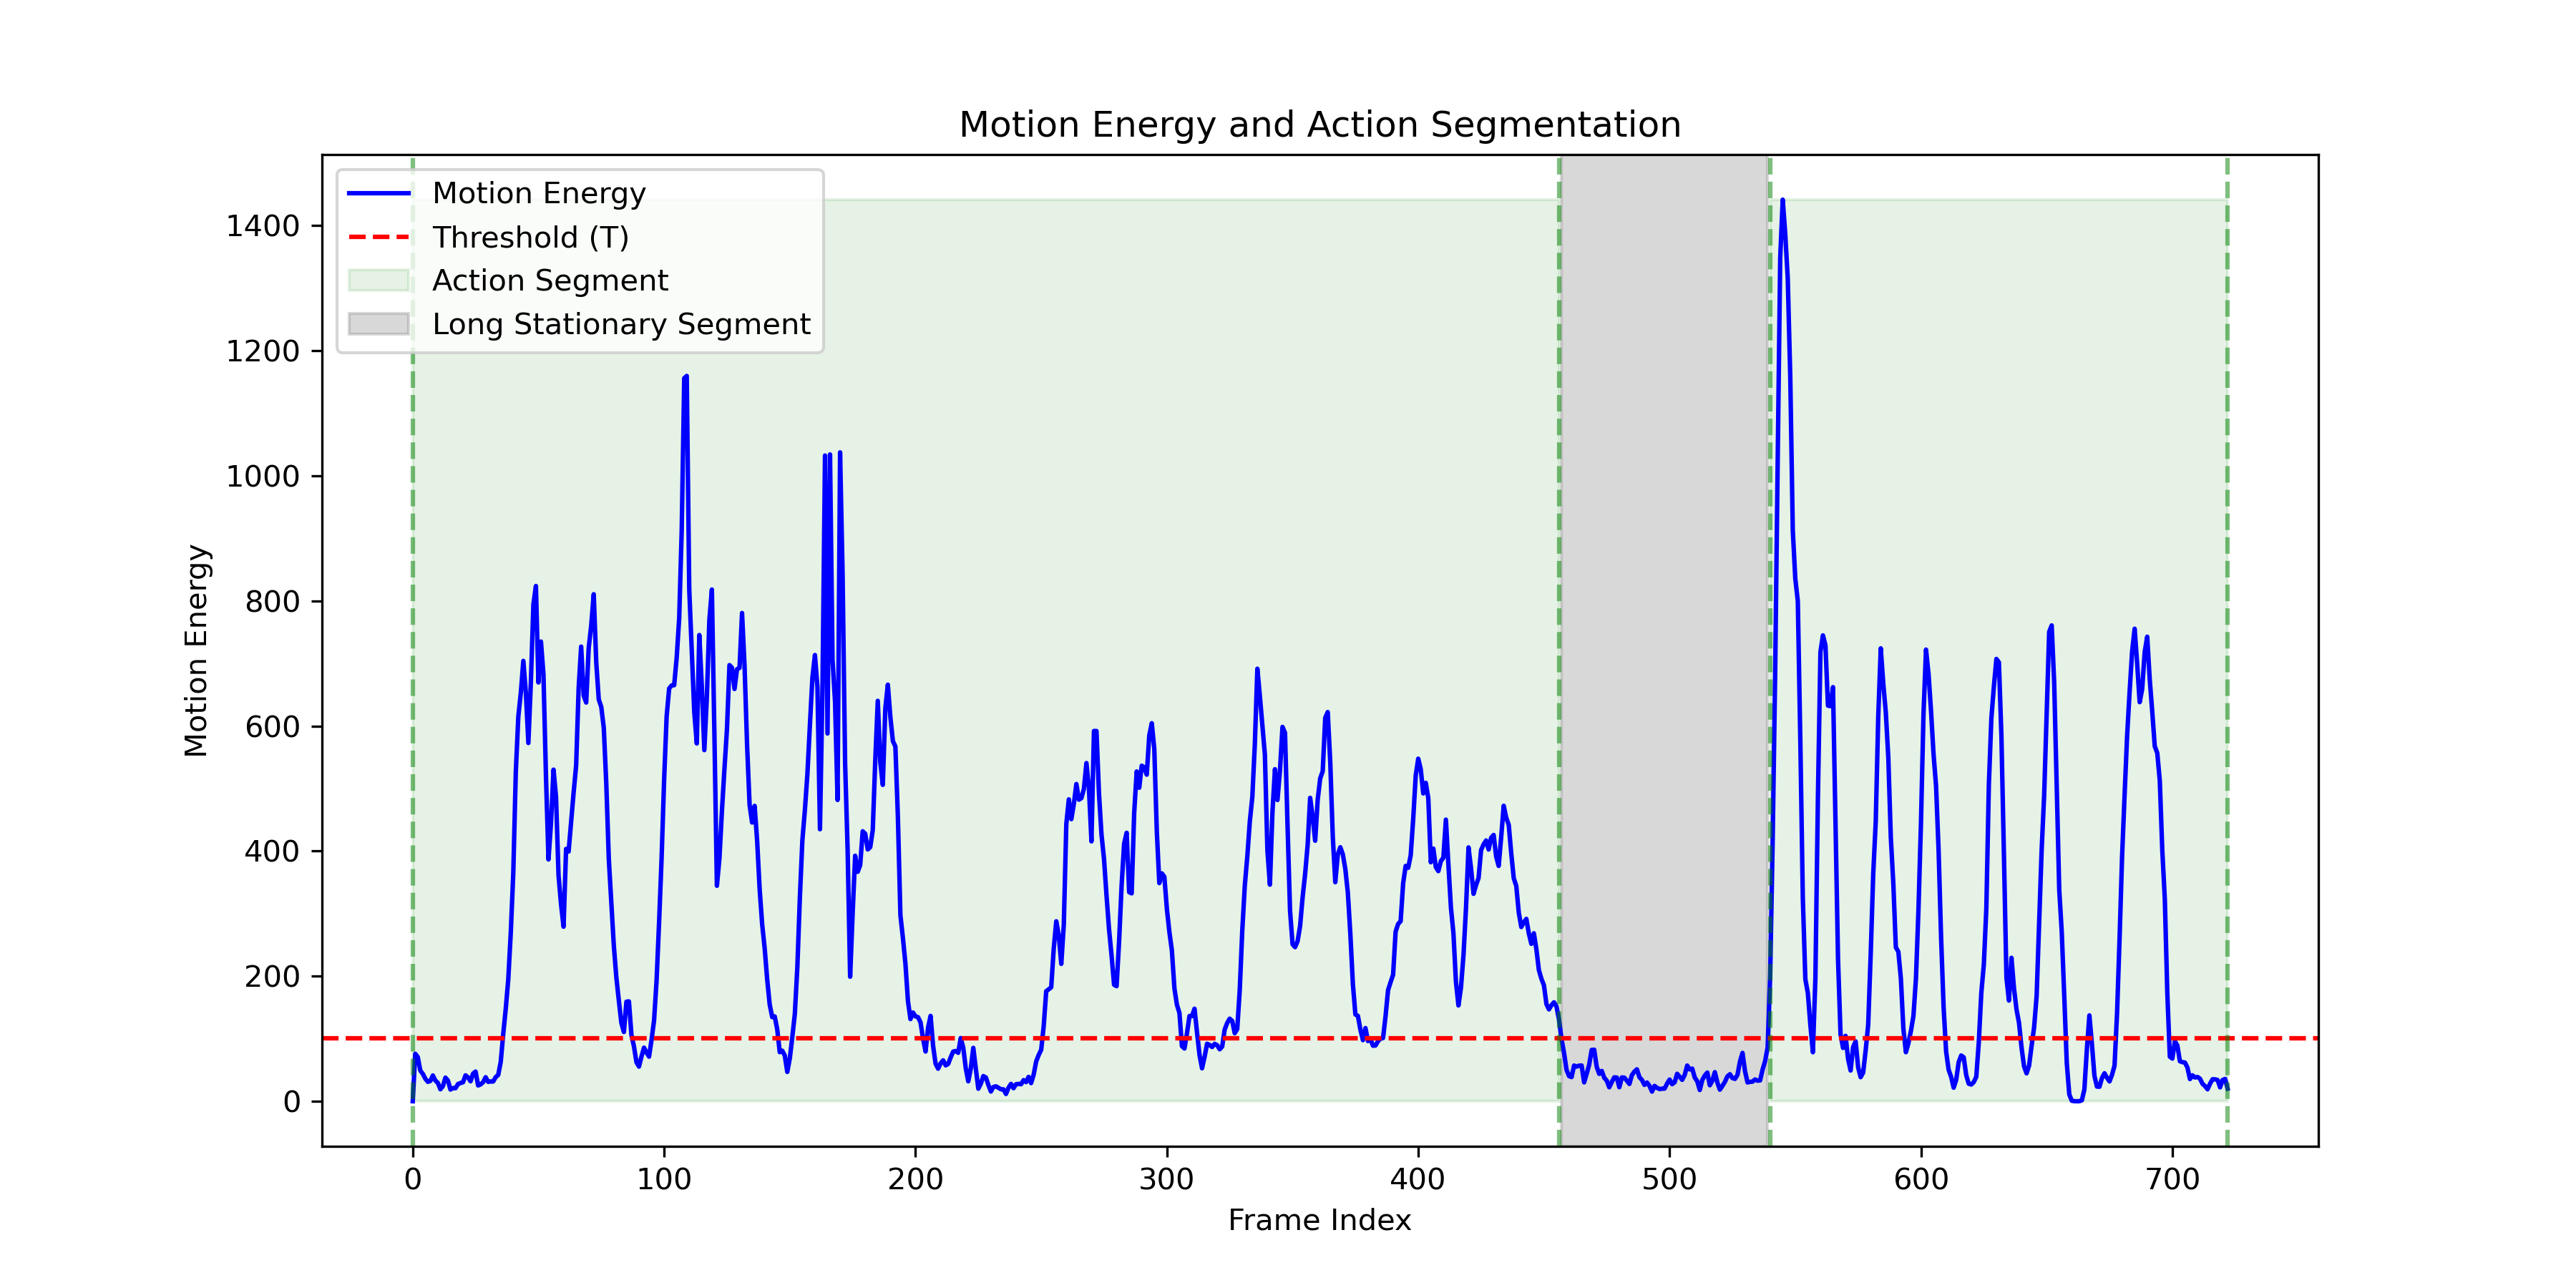 Motion Energy and Action Segmentation
Motion Energy
Threshold (T)
Action Segment
Long Stationary Segment
1400
1200
1000
800
600
400
200
0
Motion Energy
0 100 200 300 400 500 600 700
Frame Index